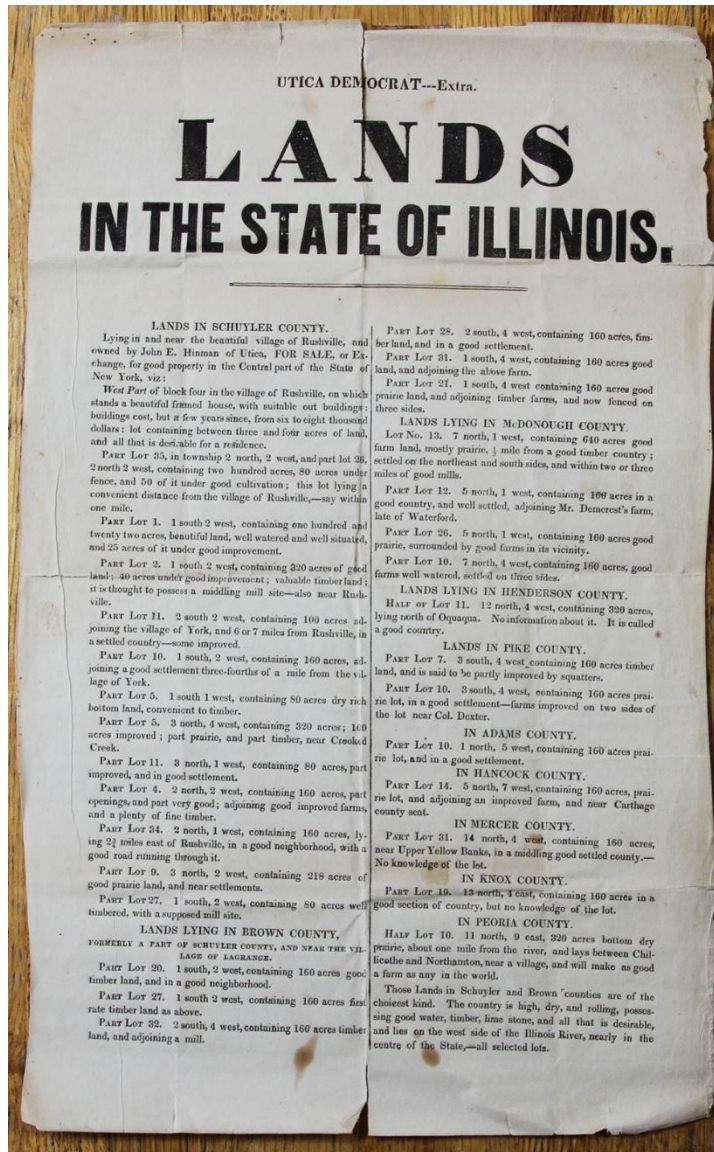 UTICA DEMOCRAT---Extra.
LANDS
IN THE STATE OF ILLINOIS.
LANDS IN SCHUYLER COUNTY.
Lying in and near the beautiful village of Rushville, and
owned by John E. Hinman of Utica, FOR SALE, or Ex-
change, for good property in the Central part of the State of
New York, viz:
West Part of block four in the village of Rushville, on which
stands a beautiful framed house, with suitable out buildings:
buildings cost, but a few years since, from six to eight thousand
dollars: lot containing between three and four acres of land,
and all that is desirable for a residence.
PART LOT 35, in township 2 north, 2 west, and part lot 26,
2 north 2 west, containing two hundred acres, 80 acres under
fence, and 50 of it under good cultivation; this lot lying a
convenient distance from the village of Rushville,—say within
one mile.
PART LOT 1. 1 south 2 west, containing one hundred and
twenty two acres, beautiful land, well watered and well situated,
and 25 acres of it under good improvement.
PART LOT 2. 1 south 2 west, containing 320 acres of good
land; 40 acres under good improvement; valuable timber land;
it is thought to possess a middling mill site—also near Rush-
ville.
PART LOT 11. 2 south 2 west, containing 100 acres ad-
joining the village of York, and 6 or 7 miles from Rushville, in
a settled country—some improved.
PART LOT 10. 1 south, 2 west, containing 160 acres, ad-
joining a good settlement three-fourths of a mile from the vil-
lage of York.
PART LOT 5. 1 south 1 west, containing 80 acres dry rich
bottom land, convenient to timber.
PART LOT 5. 3 north, 4 west, containing 320 acres; 160
acres improved; part prairie, and part timber, near Crooked
Creek.
PART LOT 11. 3 north, 1 west, containing 80 acres, part
improved, and in good settlement.
PART LOT 4. 2 north, 2 west, containing 160 acres, part
openings, and part very good; adjoining good improved farms,
and a plenty of fine timber.
PART LOT 34. 2 north, 1 west, containing 160 acres, ly-
ing miles east of Rushville, in a good neighborhood, with a
good road running through it.
PART LOT 9. 3 north, 2 west, containing 218 acres of
good prairie land, and near settlements.
PART LOT 27. 1 south, 2 west, containing 80 acres well
timbered, with a supposed mill site.
LANDS LYING IN BROWN COUNTY,
FORMERLY A PART OF SCHUYLER COUNTY, AND NEAR THE VIL-
LAGE OF LAGRANGE.
PART LOT 20. 1 south, 2 west, containing 160 acres good
timber land, and in a good neighborhood.
PART LOT 27. 1 south 2 west, containing 160 acres first
rate timber land as above.
PART LOT 32. 2 south, 4 west, containing 160 acres timber
land, and adjoining a mill.
PART LOT 28. 2 south, 4 west, containing 160 acres, tim-
ber land, and in a good settlement.
PART LOT 31. 1 south, 4 west, containing 160 acres good
land, and adjoining the above farm.
PART LOT 21. 1 south, 4 west containing 160 acres good
prairie land, and adjoining timber farms, and now fenced on
three sides.
LANDS LYING IN McDONOUGH COUNTY.
LOT NO. 13. 7 north, 1 west, containing 640 acres good
farm land, mostly prairie, mile from a good timber country;
settled on the northeast and south sides, and within two or three
miles of good mills.
PART LOT 12. 5 north, 1 west, containing 160 acres in a
good country, and well settled, adjoining Mr. Demerest's farm,
late of Waterford.
PART LOT 26. 5 north, 1 west, containing 160 acres good
prairie, surrounded by good farms in its vicinity.
PART LOT 10. 7 north, 4 west, containing 160 acres, good
farms well watered, settled on three sides.
LANDS LYING IN HENDERSON COUNTY.
HALF OF LOT 11. 12 north, 4 west, containing 320 acres,
lying north of Oquaqua. No information about it. It is called
a good country.
LANDS IN PIKE COUNTY.
PART LOT 7. 3 south, 4 west containing 160 acres timber
land, and is said to be partly improved by squatters.
PART LOT 10. 3 south, 4 west, containing 160 acres prai-
rie lot, in a good settlement—farms improved on two sides of
the lot near Col. Dexter.
IN ADAMS COUNTY.
PART LOT 10. 1 north, 5 west, containing 160 acres prai-
rie lot, and in a good settlement.
IN HANCOCK COUNTY.
PART LOT 14. 5 north, 7 west, containing 160 acres, prai-
rie lot, and adjoining an improved farm, and near Carthage
county seat.
IN MERCER COUNTY.
PART LOT 31. 14 north, 4 west, containing 160 acres,
near Upper Yellow Banks, in a middling good settled county.—
No knowledge of the lot.
IN KNOX COUNTY.
PART LOT 19. 13 north, 4 east, containing 160 acres in a
good section of country, but no knowledge of the lot.
IN PEORIA COUNTY.
HALF LOT 10. 11 north, 9 east, 320 acres bottom dry
prairie, about one mile from the river, and lays between Chil-
licothe and Northamton, near a village, and will make as good
a farm as any in the world.
Those Lands in Schuyler and Brown counties are of the
choicest kind. The country is high, dry, and rolling, posses-
sing good water, timber, lime stone, and all that is desirable,
and lies on the west side of the Illinois River, nearly in the
centre of the State,—all selected lots.